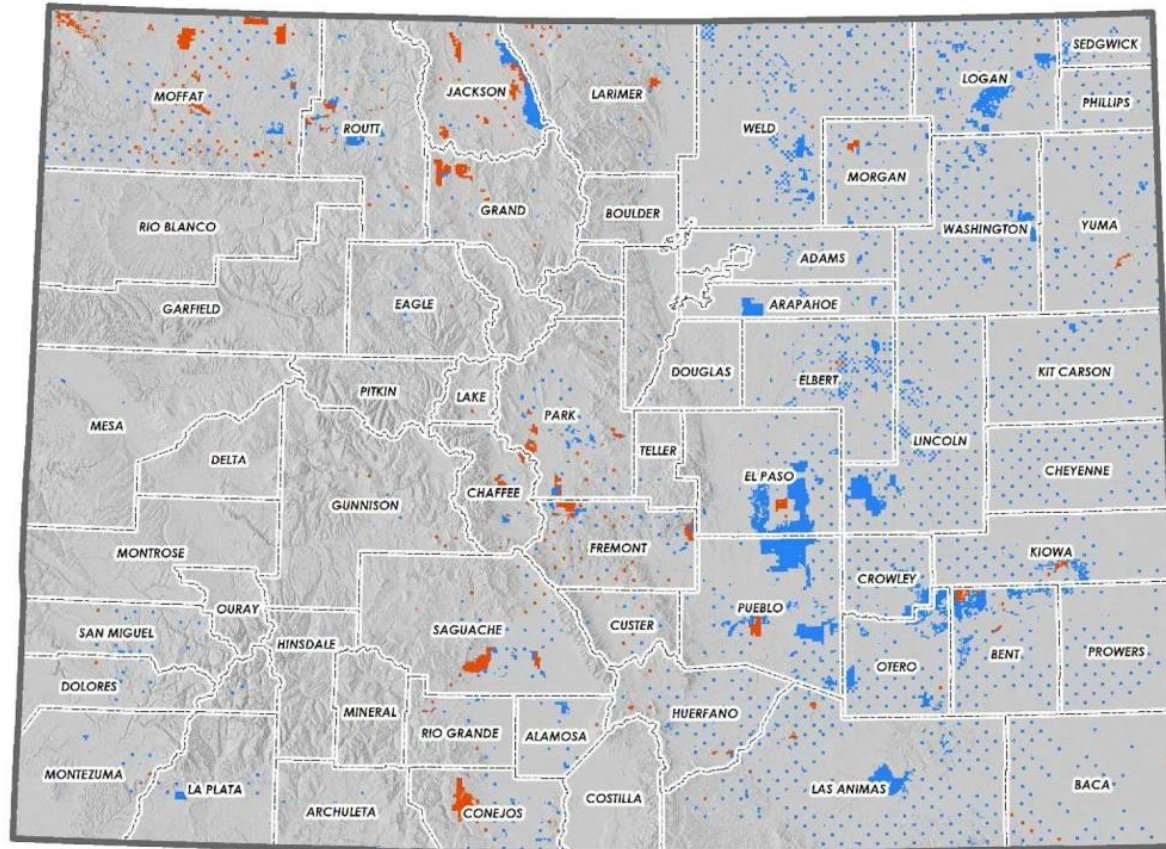 SEDGWICK
LOGAN
JACKSON
LARIMER
MOFFAT
PHILLIPS
ROUTT
WELD
MORGAN
GRAND
BOULDER
RIO BLANCO
WASHINGTON
YUMA
ADAMS
EAGLE
ARAPAHOE
GARFIELD
DOUGLAS
KIT CARSON
ELBERT
PITKIN
LAKE
PARK
MESA
LINCOLN
TELLER
DELTA
CHEYENNE
EL PASO
CHAFFEE
GUNNISON
FREMONT
KIOWA
MONTROSE
CROWLEY
OURAY
PUEBLO
CUSTER
SAN MIGUEL
SAGUACHE
HINSDALE
BENT
PROWERS
OTERO
DOLORES
MINERAL
HUERFANO
RIO GRANDE
ALAMOSA
MONTEZUMA
LA PLATA
LAS ANIMAS
BACA
COSTILLA
ARCHULETA
CONEJOS